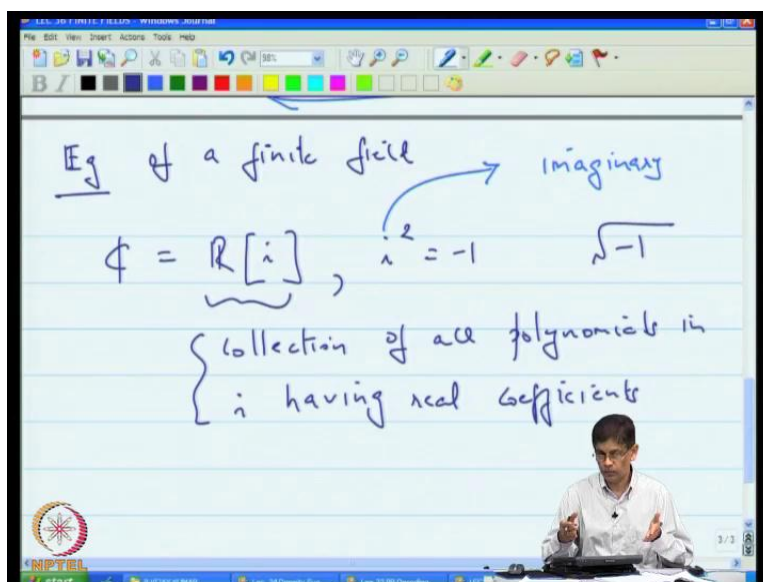 LEC 36 FINITE FIELDS - Windows Journal
File Edit View Insert Actions Tools Help
98%
B I
Eg of a finite field
imaginary
ℂ = ℝ[i], i² = -1 √-1
collection of all polynomials in
i having real coefficients
3/3
NPTEL
start